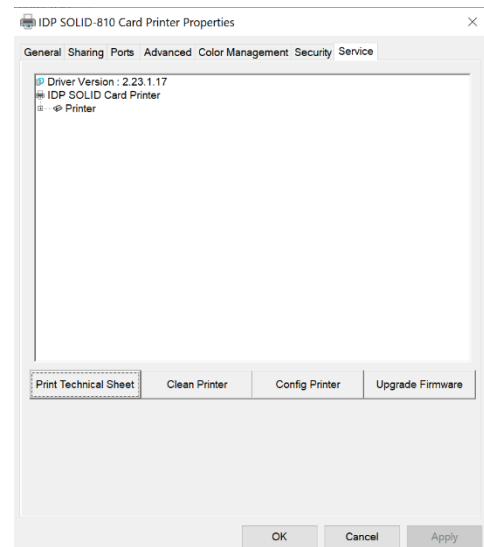 IDP SOLID-810 Card Printer Properties
General Sharing Ports Advanced Color Management Security Service
Driver Version : 2.23.1.17
IDP SOLID Card Printer
Printer
Print Technical Sheet Clean Printer Config Printer Upgrade Firmware
OK Cancel Apply